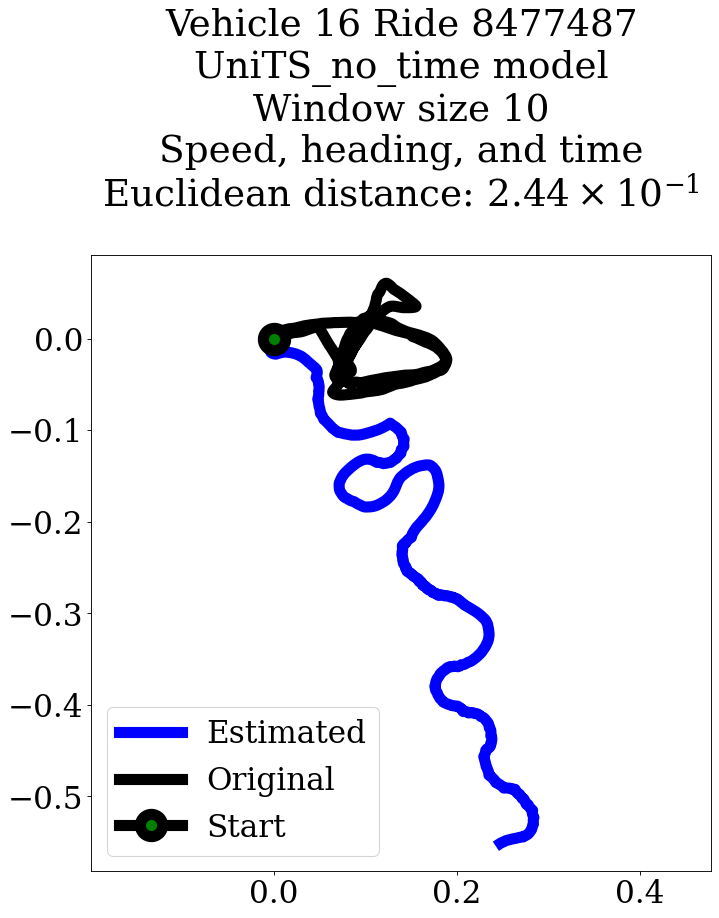 Vehicle 16 Ride 8477487
UniTS_no_time model
Window size 10
Speed, heading, and time
Euclidean distance: 2.44 × 10⁻¹
0.0
−0.1
−0.2
−0.3
−0.4
−0.5
Estimated
Original
Start
0.0 0.2 0.4